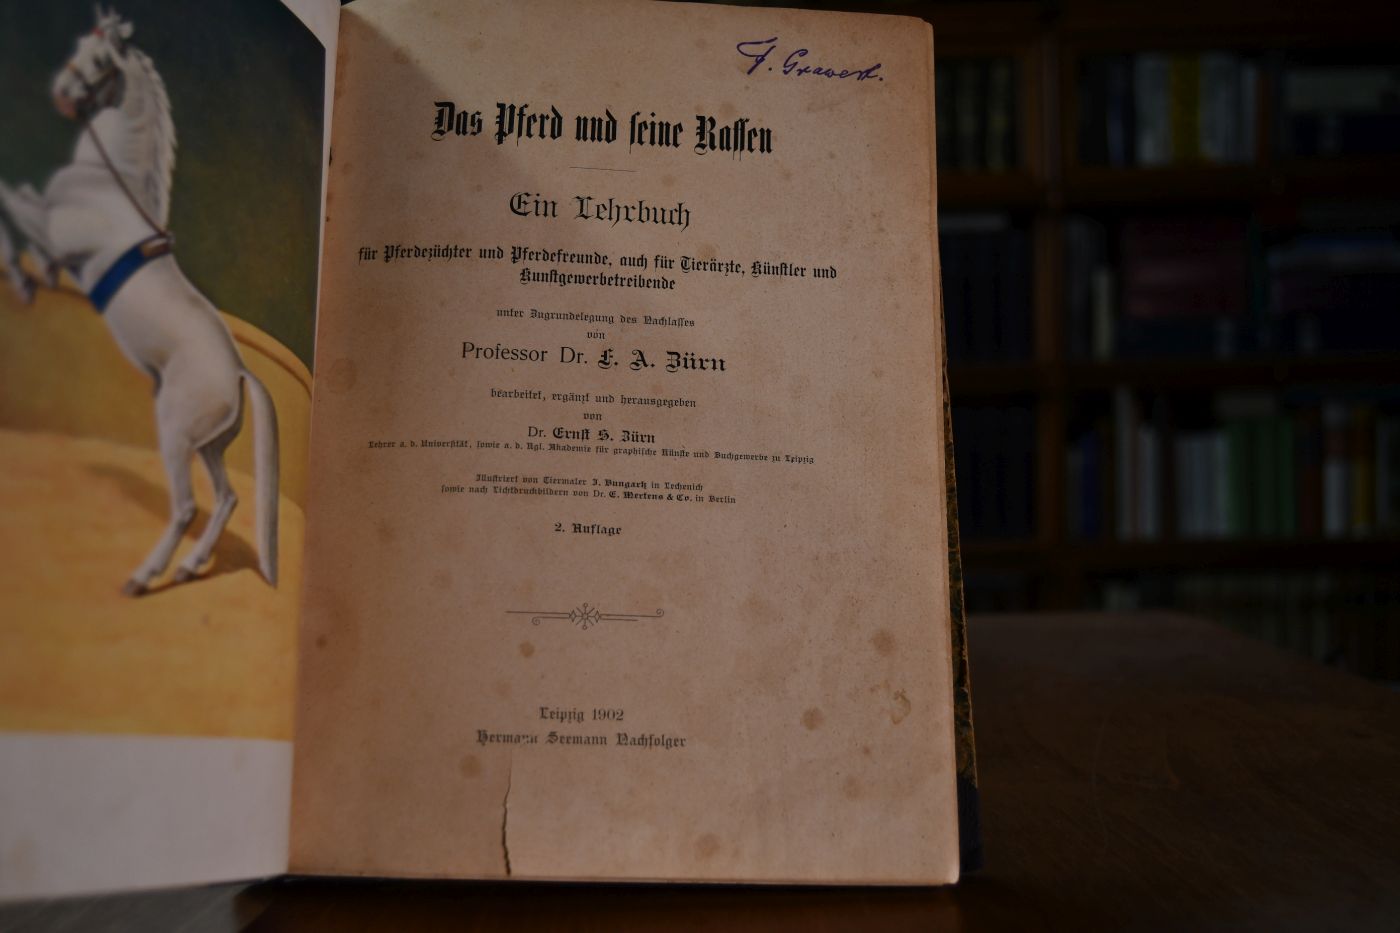 F. Gravert.
Das Pferd und seine Rassen
Ein Lehrbuch
für Pferdezüchter und Pferdefreunde, auch für Tierärzte, Künstler und
Kunstgewerbetreibende
unter Zugrundelegung des Nachlasses
von
Professor Dr. F. A. Zürn
bearbeitet, ergänzt und herausgegeben
von
Dr. Ernst S. Zürn
Lehrer a. d. Universität, sowie a. d. Kgl. Akademie für graphische Künste und Buchgewerbe zu Leipzig
Illustriert von Tiermaler J. Bungartz in Lechenich
sowie nach Lichtdruckbildern von Dr. E. Mertens & Co. in Berlin
2. Auflage
Leipzig 1902
Hermann Seemann Nachfolger